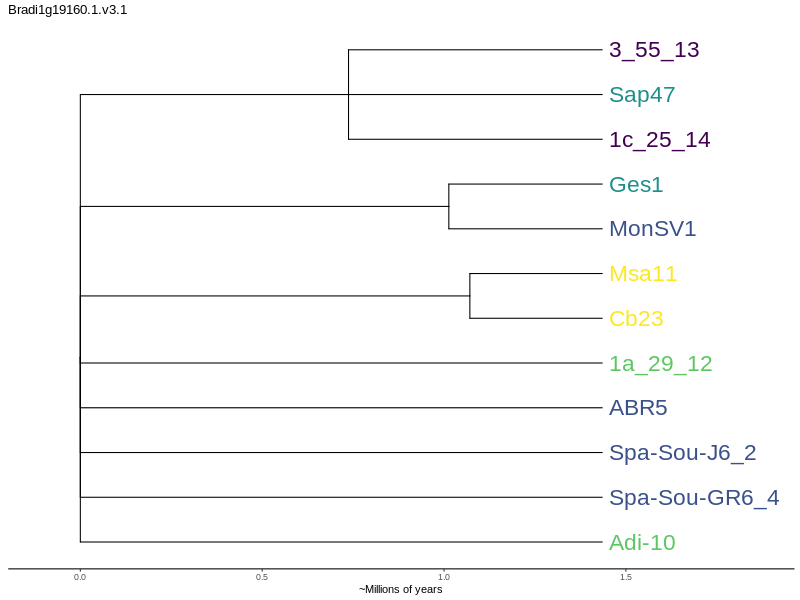 Bradi1g19160.1.v3.1
3_55_13
Sap47
1c_25_14
Ges1
MonSV1
Msa11
Cb23
1a_29_12
ABR5
Spa-Sou-J6_2
Spa-Sou-GR6_4
Adi-10
0.0 0.5 1.0 1.5
~Millions of years